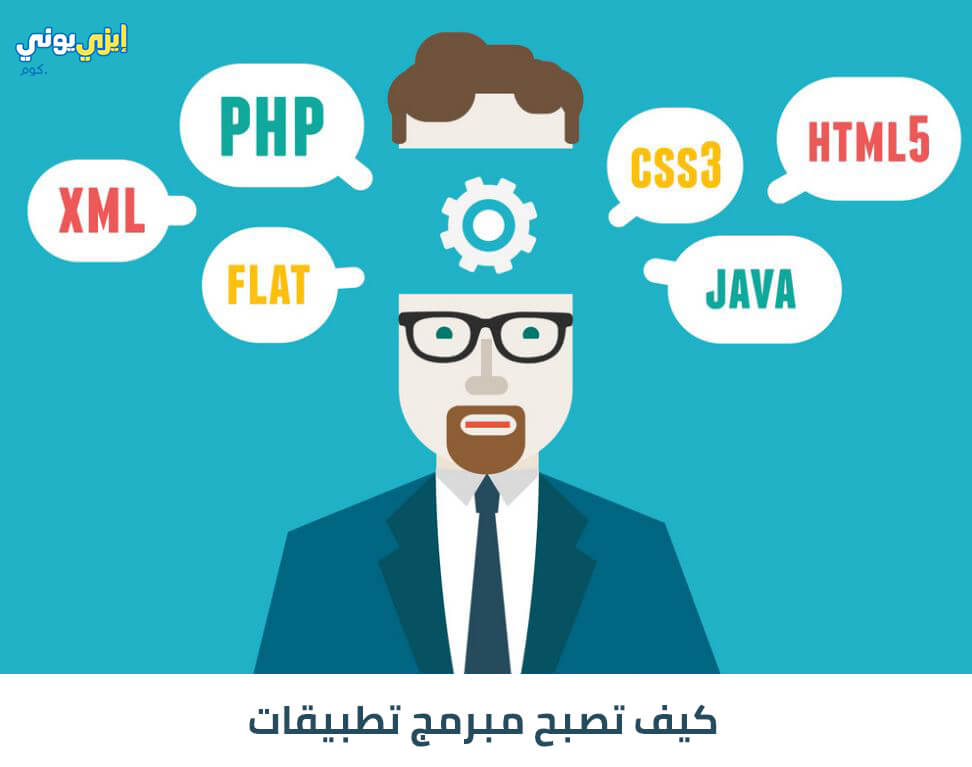 إيزي يوني
.كوم
PHP
XML
FLAT
CSS3
HTML5
JAVA
كيف تصبح مبرمج تطبيقات